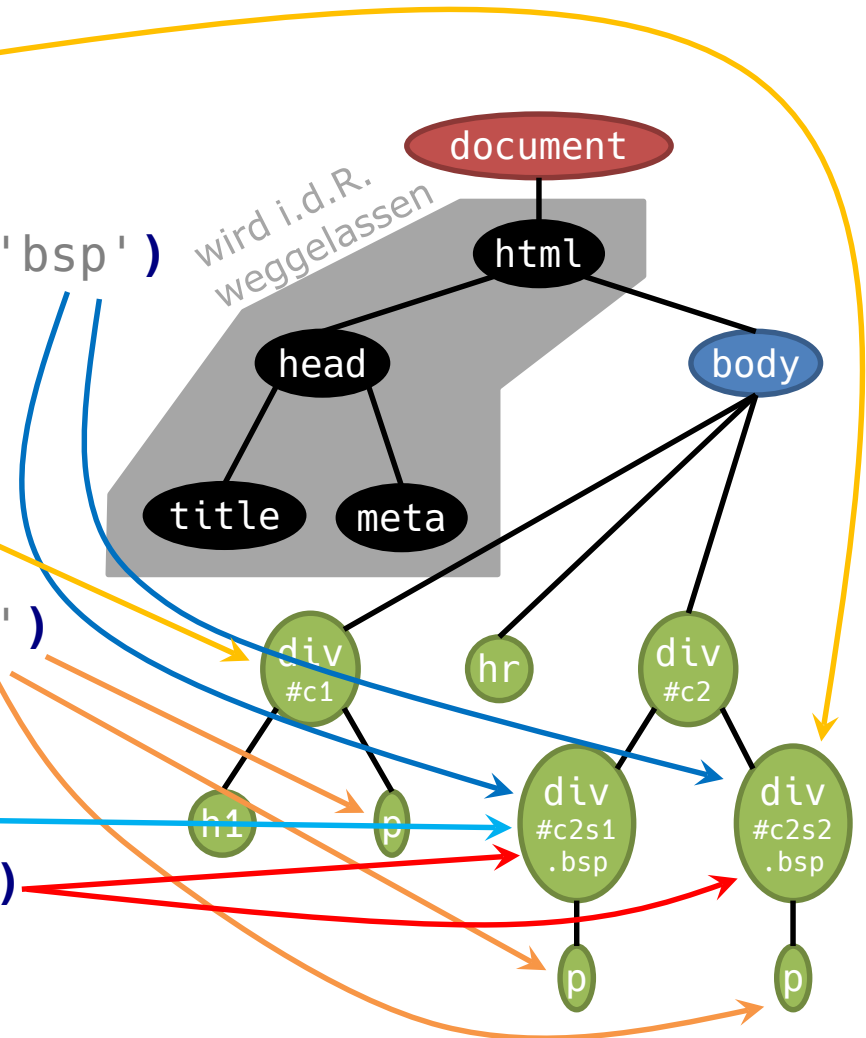 document
wird i.d.R.
weggelassen
'bsp')
html
head
body
title
meta
')
div
#c1
hr
div
#c2
h1
p
div
#c2s1
.bsp
div
#c2s2
.bsp
)
p
p